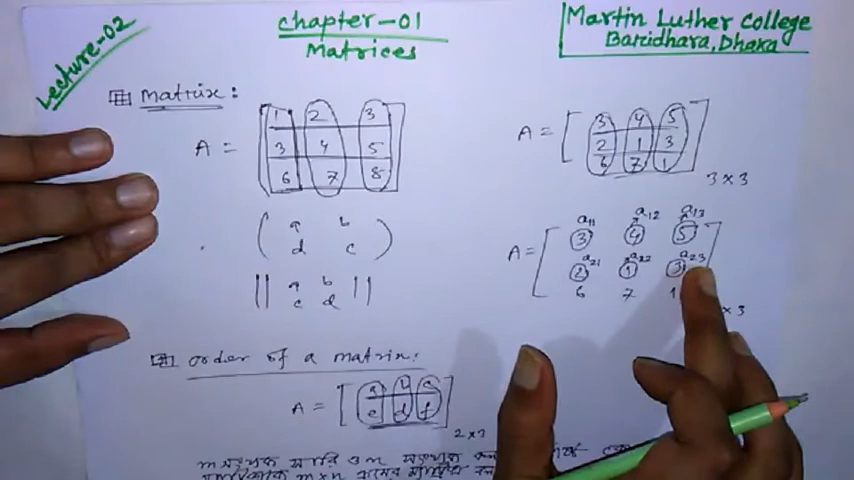 Lecture-02
chapter-01
Matrices
Martin Luther College
Baridhara, Dhaka
Matrix:
A = [ 1 2 3
3 4 5
6 7 8 ]
( a b
d c )
|| a b
c d ||
order of a matrix:
A = [ a b c
e d f ] 2×
A = [ 3 4 5
2 1 3
6 7 1 ] 3×3
a11 a12 a13
A = [ 3 4 5
a21 a22 a23
2 1 3
6 7 1
×3